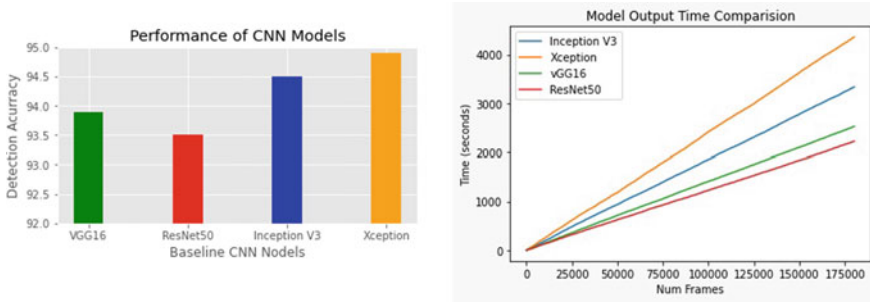 Performance of CNN Models
95.0
94.5
94.0
93.5
93.0
92.5
92.0
Detection Acurracy
VGG16 ResNet50 Inception V3 Xception
Baseline CNN Nodels
Model Output Time Comparision
Inception V3
Xception
vGG16
ResNet50
4000
3000
2000
1000
0
Time (seconds)
0 25000 50000 75000 100000 125000 150000 175000
Num Frames